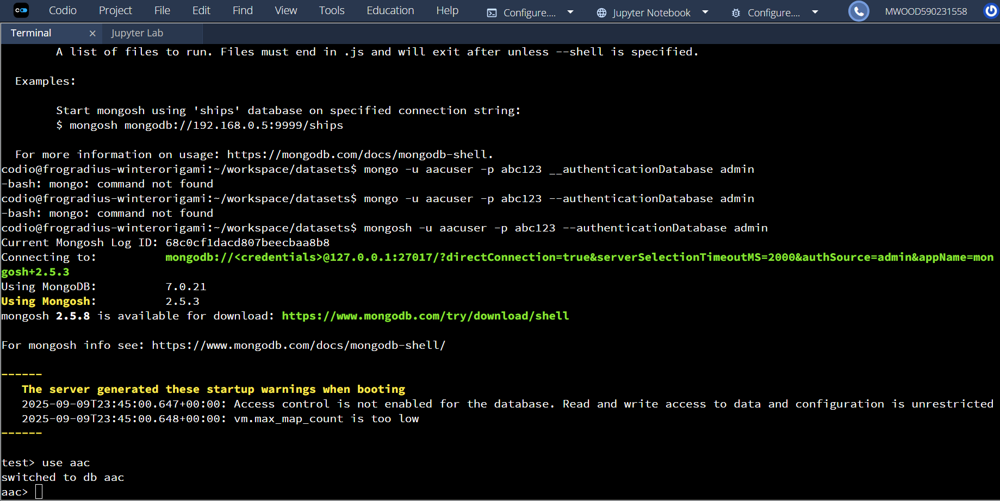 Codio Project File Edit Find View Tools Education Help Configure.... Jupyter Notebook Configure.... MWOOD590231558
Terminal × Jupyter Lab
A list of files to run. Files must end in .js and will exit after unless --shell is specified.
Examples:
Start mongosh using 'ships' database on specified connection string:
$ mongosh mongodb://192.168.0.5:9999/ships
For more information on usage: https://mongodb.com/docs/mongodb-shell.
codio@frogradius-winterorigami:~/workspace/datasets$ mongo -u aacuser -p abc123 __authenticationDatabase admin
-bash: mongo: command not found
codio@frogradius-winterorigami:~/workspace/datasets$ mongo -u aacuser -p abc123 --authenticationDatabase admin
-bash: mongo: command not found
codio@frogradius-winterorigami:~/workspace/datasets$ mongosh -u aacuser -p abc123 --authenticationDatabase admin
Current Mongosh Log ID: 68c0cf1dacd807beecbaa8b8
Connecting to: mongodb://<credentials>@127.0.0.1:27017/?directConnection=true&serverSelectionTimeoutMS=2000&authSource=admin&appName=mon
gosh+2.5.3
Using MongoDB: 7.0.21
Using Mongosh: 2.5.3
mongosh 2.5.8 is available for download: https://www.mongodb.com/try/download/shell
For mongosh info see: https://www.mongodb.com/docs/mongodb-shell/
------
The server generated these startup warnings when booting
2025-09-09T23:45:00.647+00:00: Access control is not enabled for the database. Read and write access to data and configuration is unrestricted
2025-09-09T23:45:00.648+00:00: vm.max_map_count is too low
------
test> use aac
switched to db aac
aac>